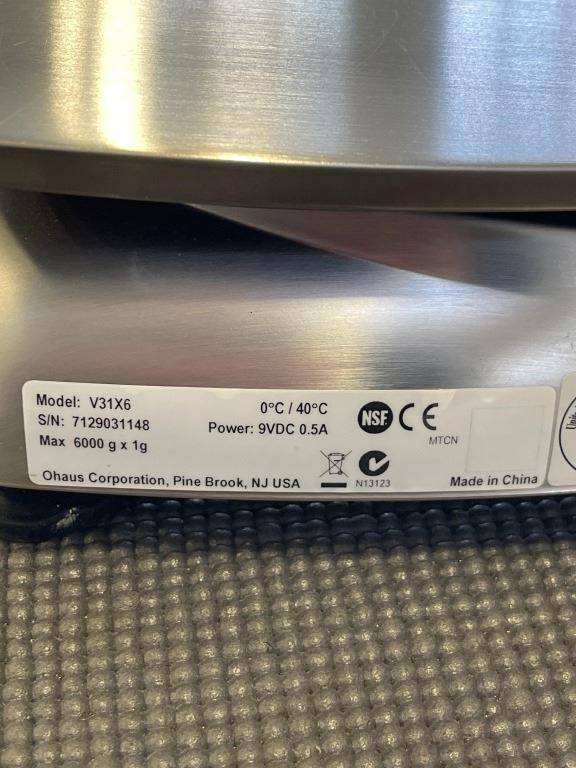 Model: V31X6
S/N: 7129031148
Max 6000 g x 1g
0°C / 40°C
Power: 9VDC 0.5A
NSF CE
MTCN
N13123
Ohaus Corporation, Pine Brook, NJ USA
Made in China